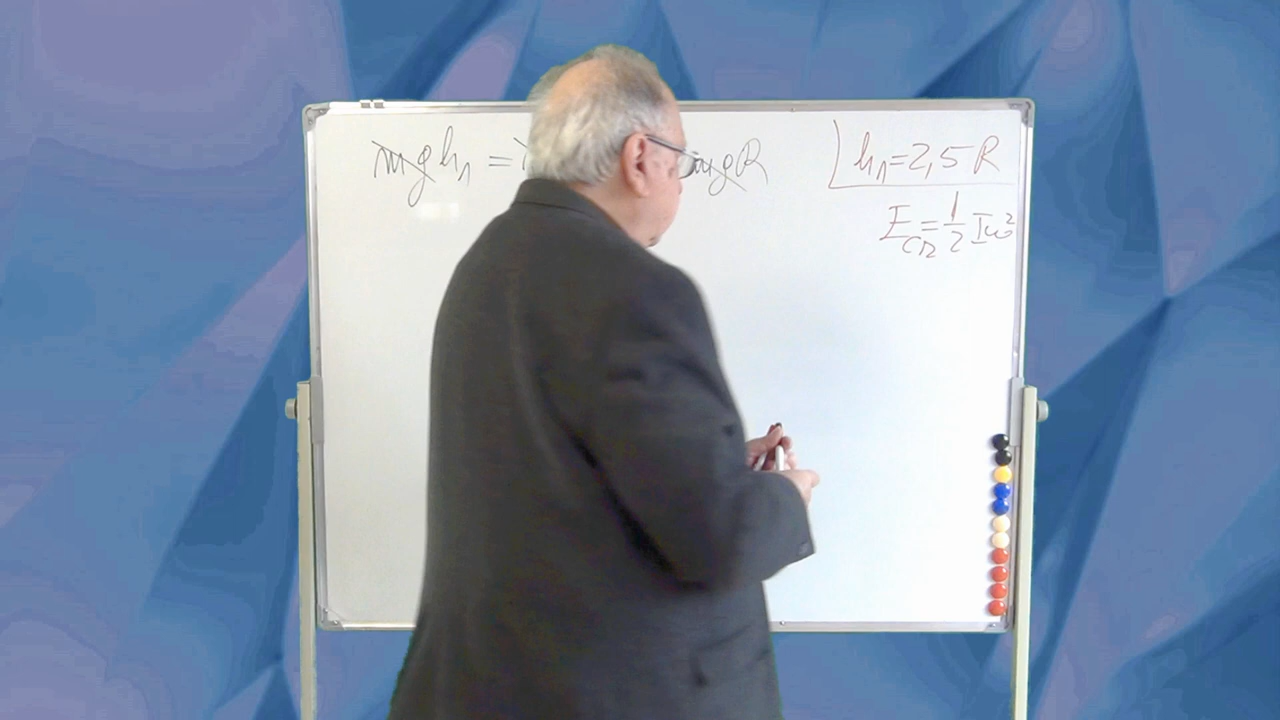 mgh₁ = mgR
h₁=2,5 R
E = 1/2 Iω²